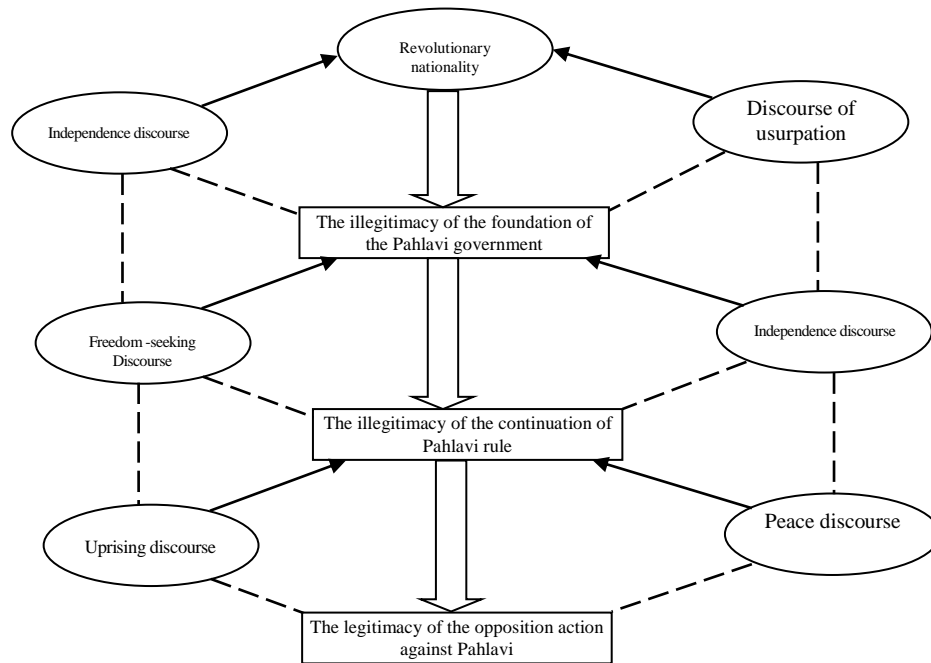 Revolutionary
nationality
Independence discourse
Discourse of
usurpation
The illegitimacy of the foundation of
the Pahlavi government
Freedom -seeking
Discourse
Independence discourse
The illegitimacy of the continuation of
Pahlavi rule
Uprising discourse
Peace discourse
The legitimacy of the opposition action
against Pahlavi